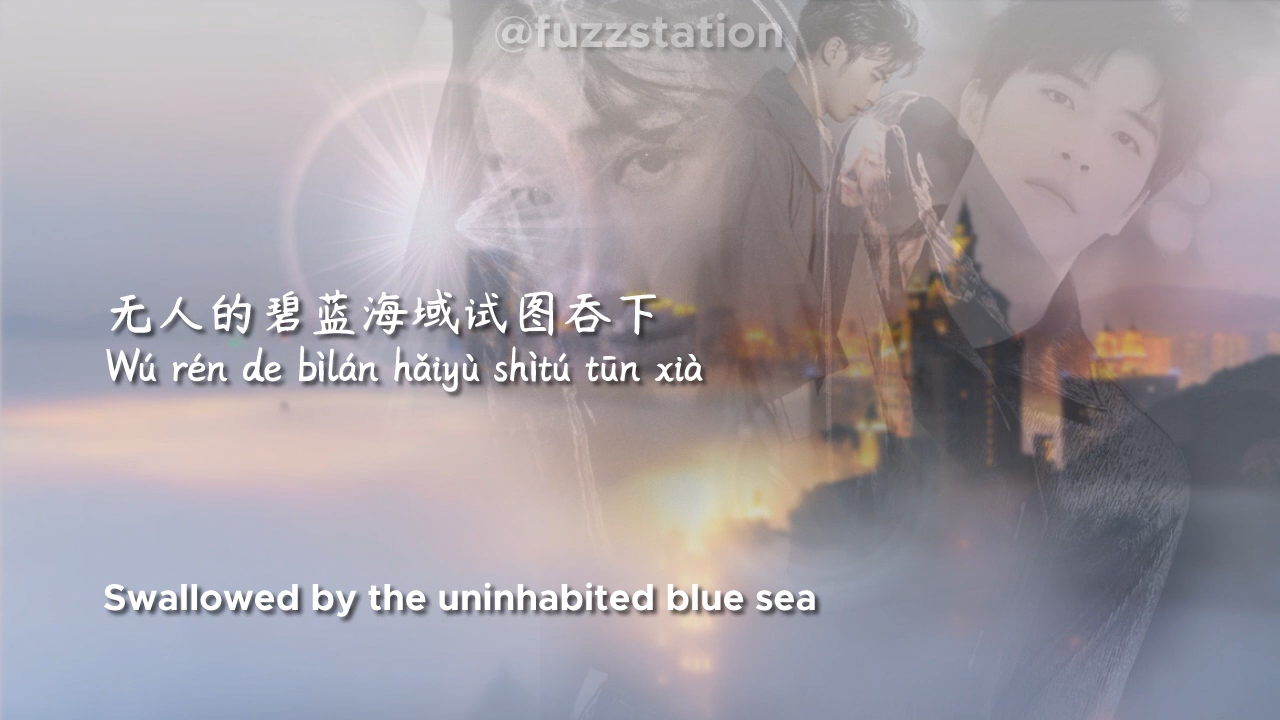 @fuzzstation
无人的碧蓝海域试图吞下
Wú rén de bìlán hǎiyù shìtú tūn xià
Swallowed by the uninhabited blue sea